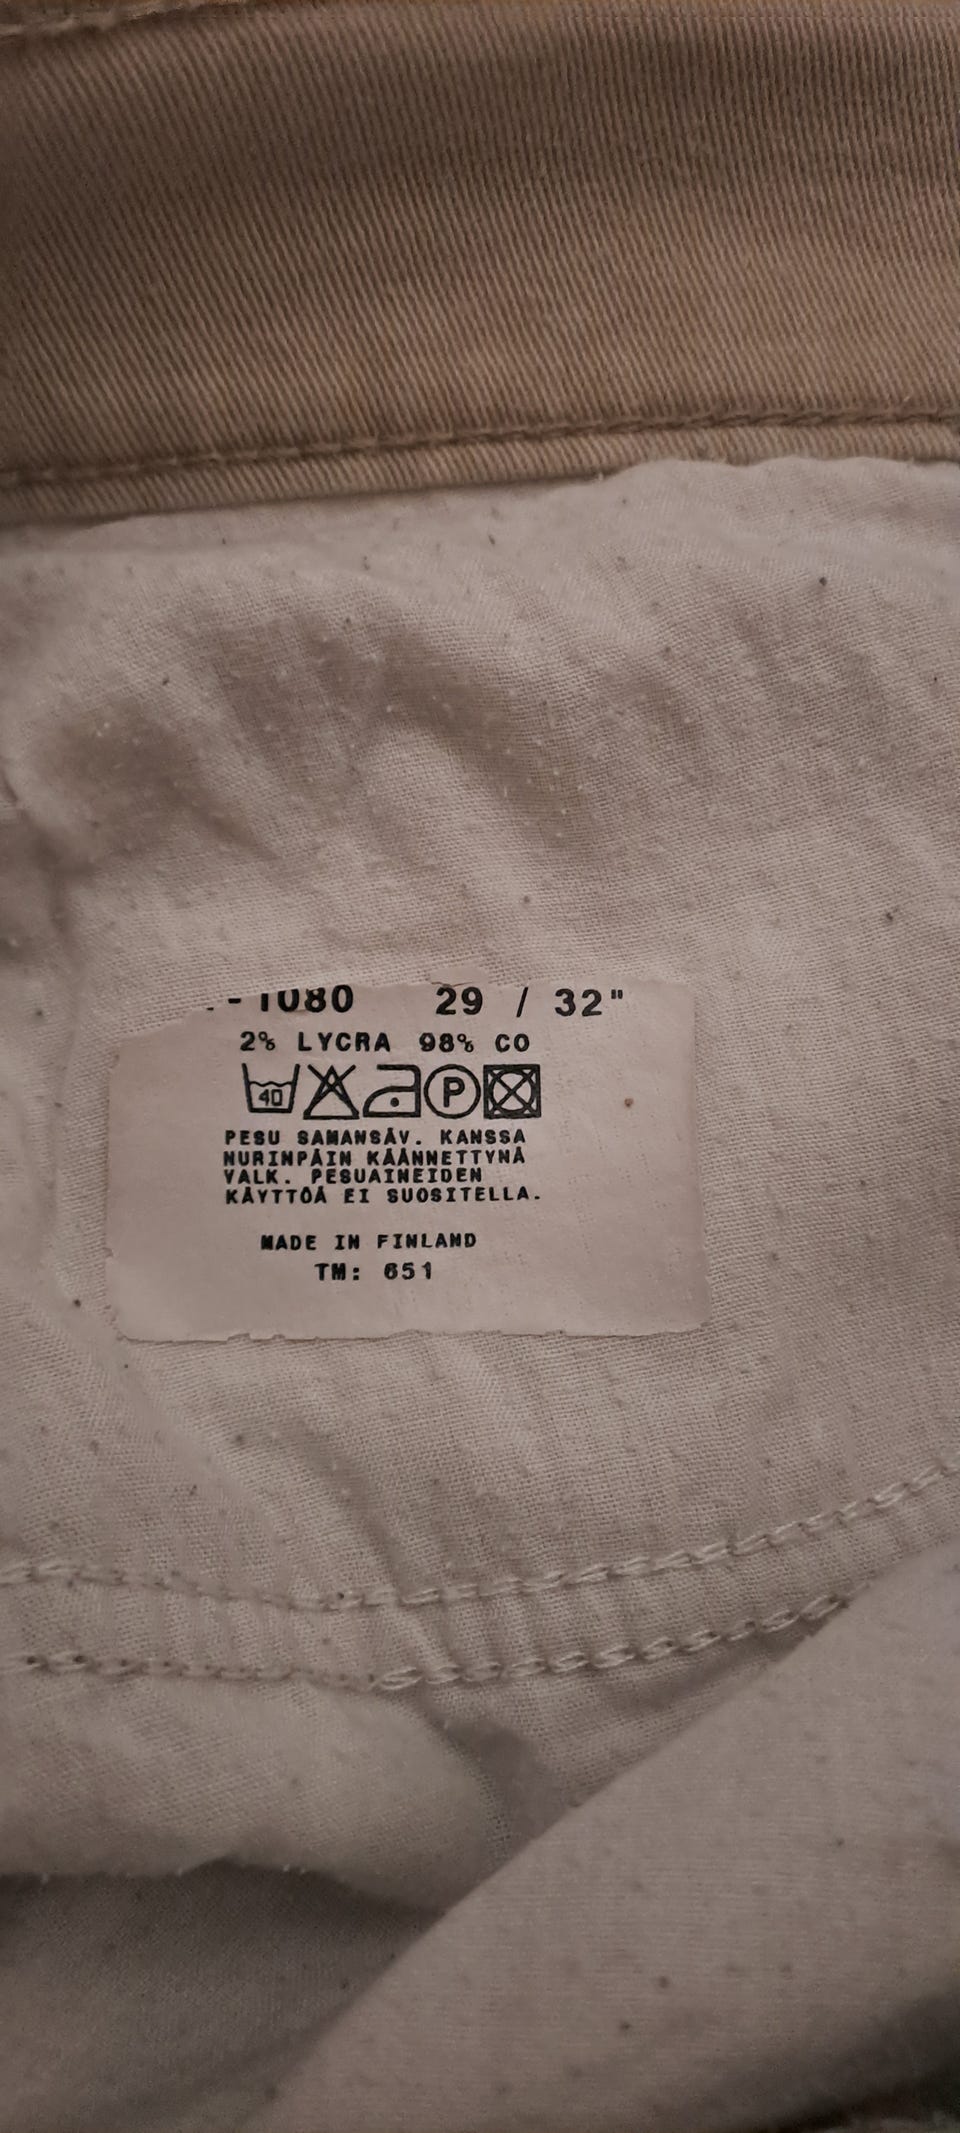 -1080 29 / 32"
2% LYCRA 98% CO
40 P
PESU SAMANSÄV. KANSSA
NURINPÄIN KÄÄNNETTYNÄ
VALK. PESUAINEIDEN
KÄYTTÖÄ EI SUOSITELLA.
MADE IN FINLAND
TM: 651